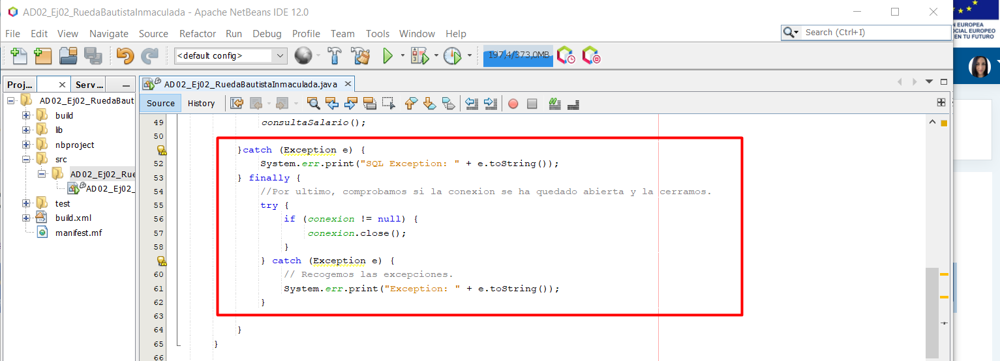 AD02_Ej02_RuedaBautistaInmaculada - Apache NetBeans IDE 12.0
N EUROPEA
OCIAL EUROPEO
EN TU FUTURO
File Edit View Navigate Source Refactor Run Debug Profile Team Tools Window Help
Search (Ctrl+I)
<default config>
197,4/373,0MB
Proj... Serv...
AD02_Ej02_RuedaBautistaInmaculada.java
AD02_Ej02_RuedaBaut
build
lib
nbproject
src
AD02_Ej02_Rue
AD02_Ej02_
test
build.xml
manifest.mf
Source History
49 consultaSalario();
50
}catch (Exception e) {
52 System.err.print("SQL Exception: " + e.toString());
53 } finally {
54 //Por ultimo, comprobamos si la conexion se ha quedado abierta y la cerramos.
55 try {
56 if (conexion != null) {
57 conexion.close();
58 }
} catch (Exception e) {
60 // Recogemos las excepciones.
61 System.err.print("Exception: " + e.toString());
62 }
63
64 }
65 }
66